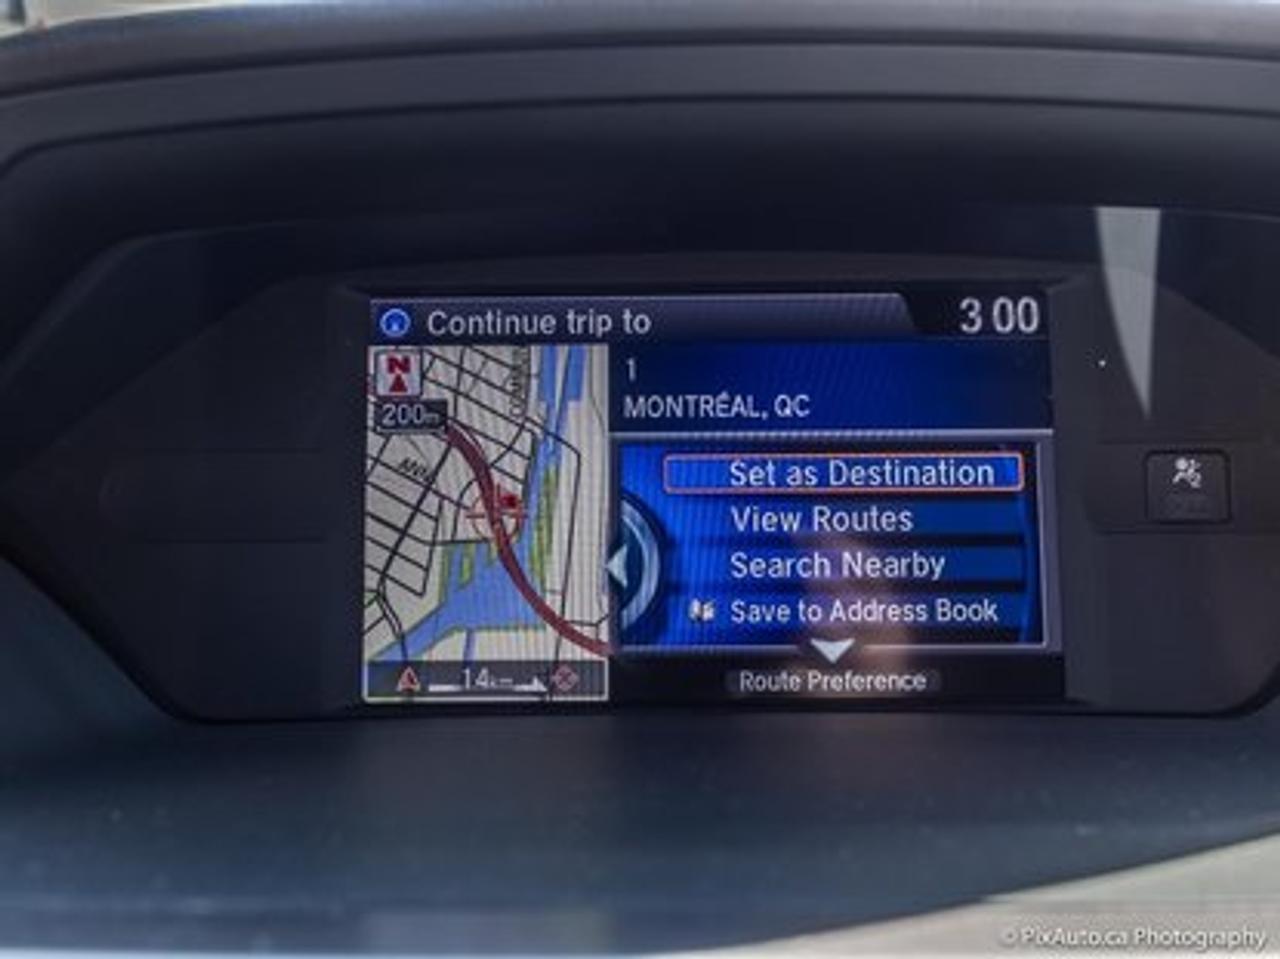 Continue trip to
3 00
1
MONTRÉAL, QC
N
200m
Set as Destination
View Routes
Search Nearby
Save to Address Book
14km
Route Preference
© PixAuto.ca Photography